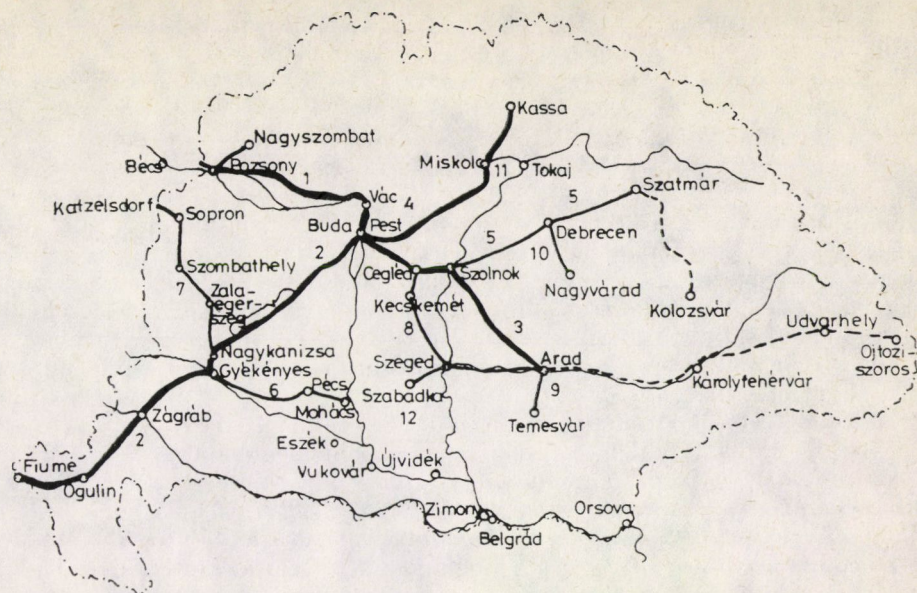 Kassa
Nagyszombat
Bécs
Pozsony
Miskolc
11
Tokaj
1
Szatmár
Vác
4
5
Katzelsdorf
Sopron
Buda
Pest
2
5
Debrecen
10
Szombathely
Cegléd
Szolnok
Nagyvárad
7
Zala-
eger-
szeg
Kecskemét
Kolozsvár
8
3
Udvarhely
Nagykanizsa
Szeged
Arad
Ojtozi-
szoros
Gyékényes
Pécs
9
Károlyfehérvár
6
Szabadka
Mohács
12
Temesvár
Zágráb
2
Eszék
Vukovár
Újvidék
Fiume
Ogulin
Zimony
Orsova
Belgrád